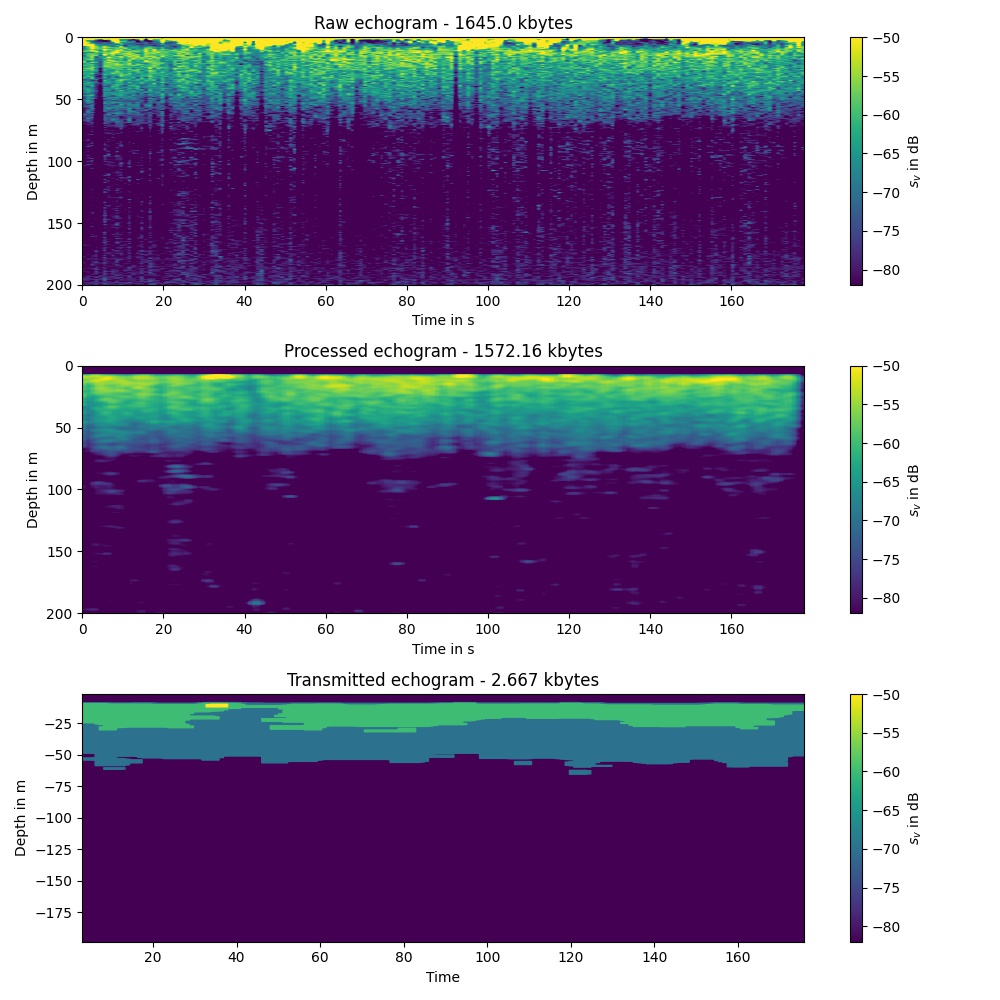 Raw echogram - 1645.0 kbytes
0
50
100
150
200
Depth in m
0 20 40 60 80 100 120 140 160
Time in s
−50
−55
−60
−65
−70
−75
−80
sv in dB
Processed echogram - 1572.16 kbytes
0
50
100
150
200
Depth in m
0 20 40 60 80 100 120 140 160
Time in s
−50
−55
−60
−65
−70
−75
−80
sv in dB
Transmitted echogram - 2.667 kbytes
−25
−50
−75
−100
−125
−150
−175
Depth in m
20 40 60 80 100 120 140 160
Time
−50
−55
−60
−65
−70
−75
−80
sv in dB